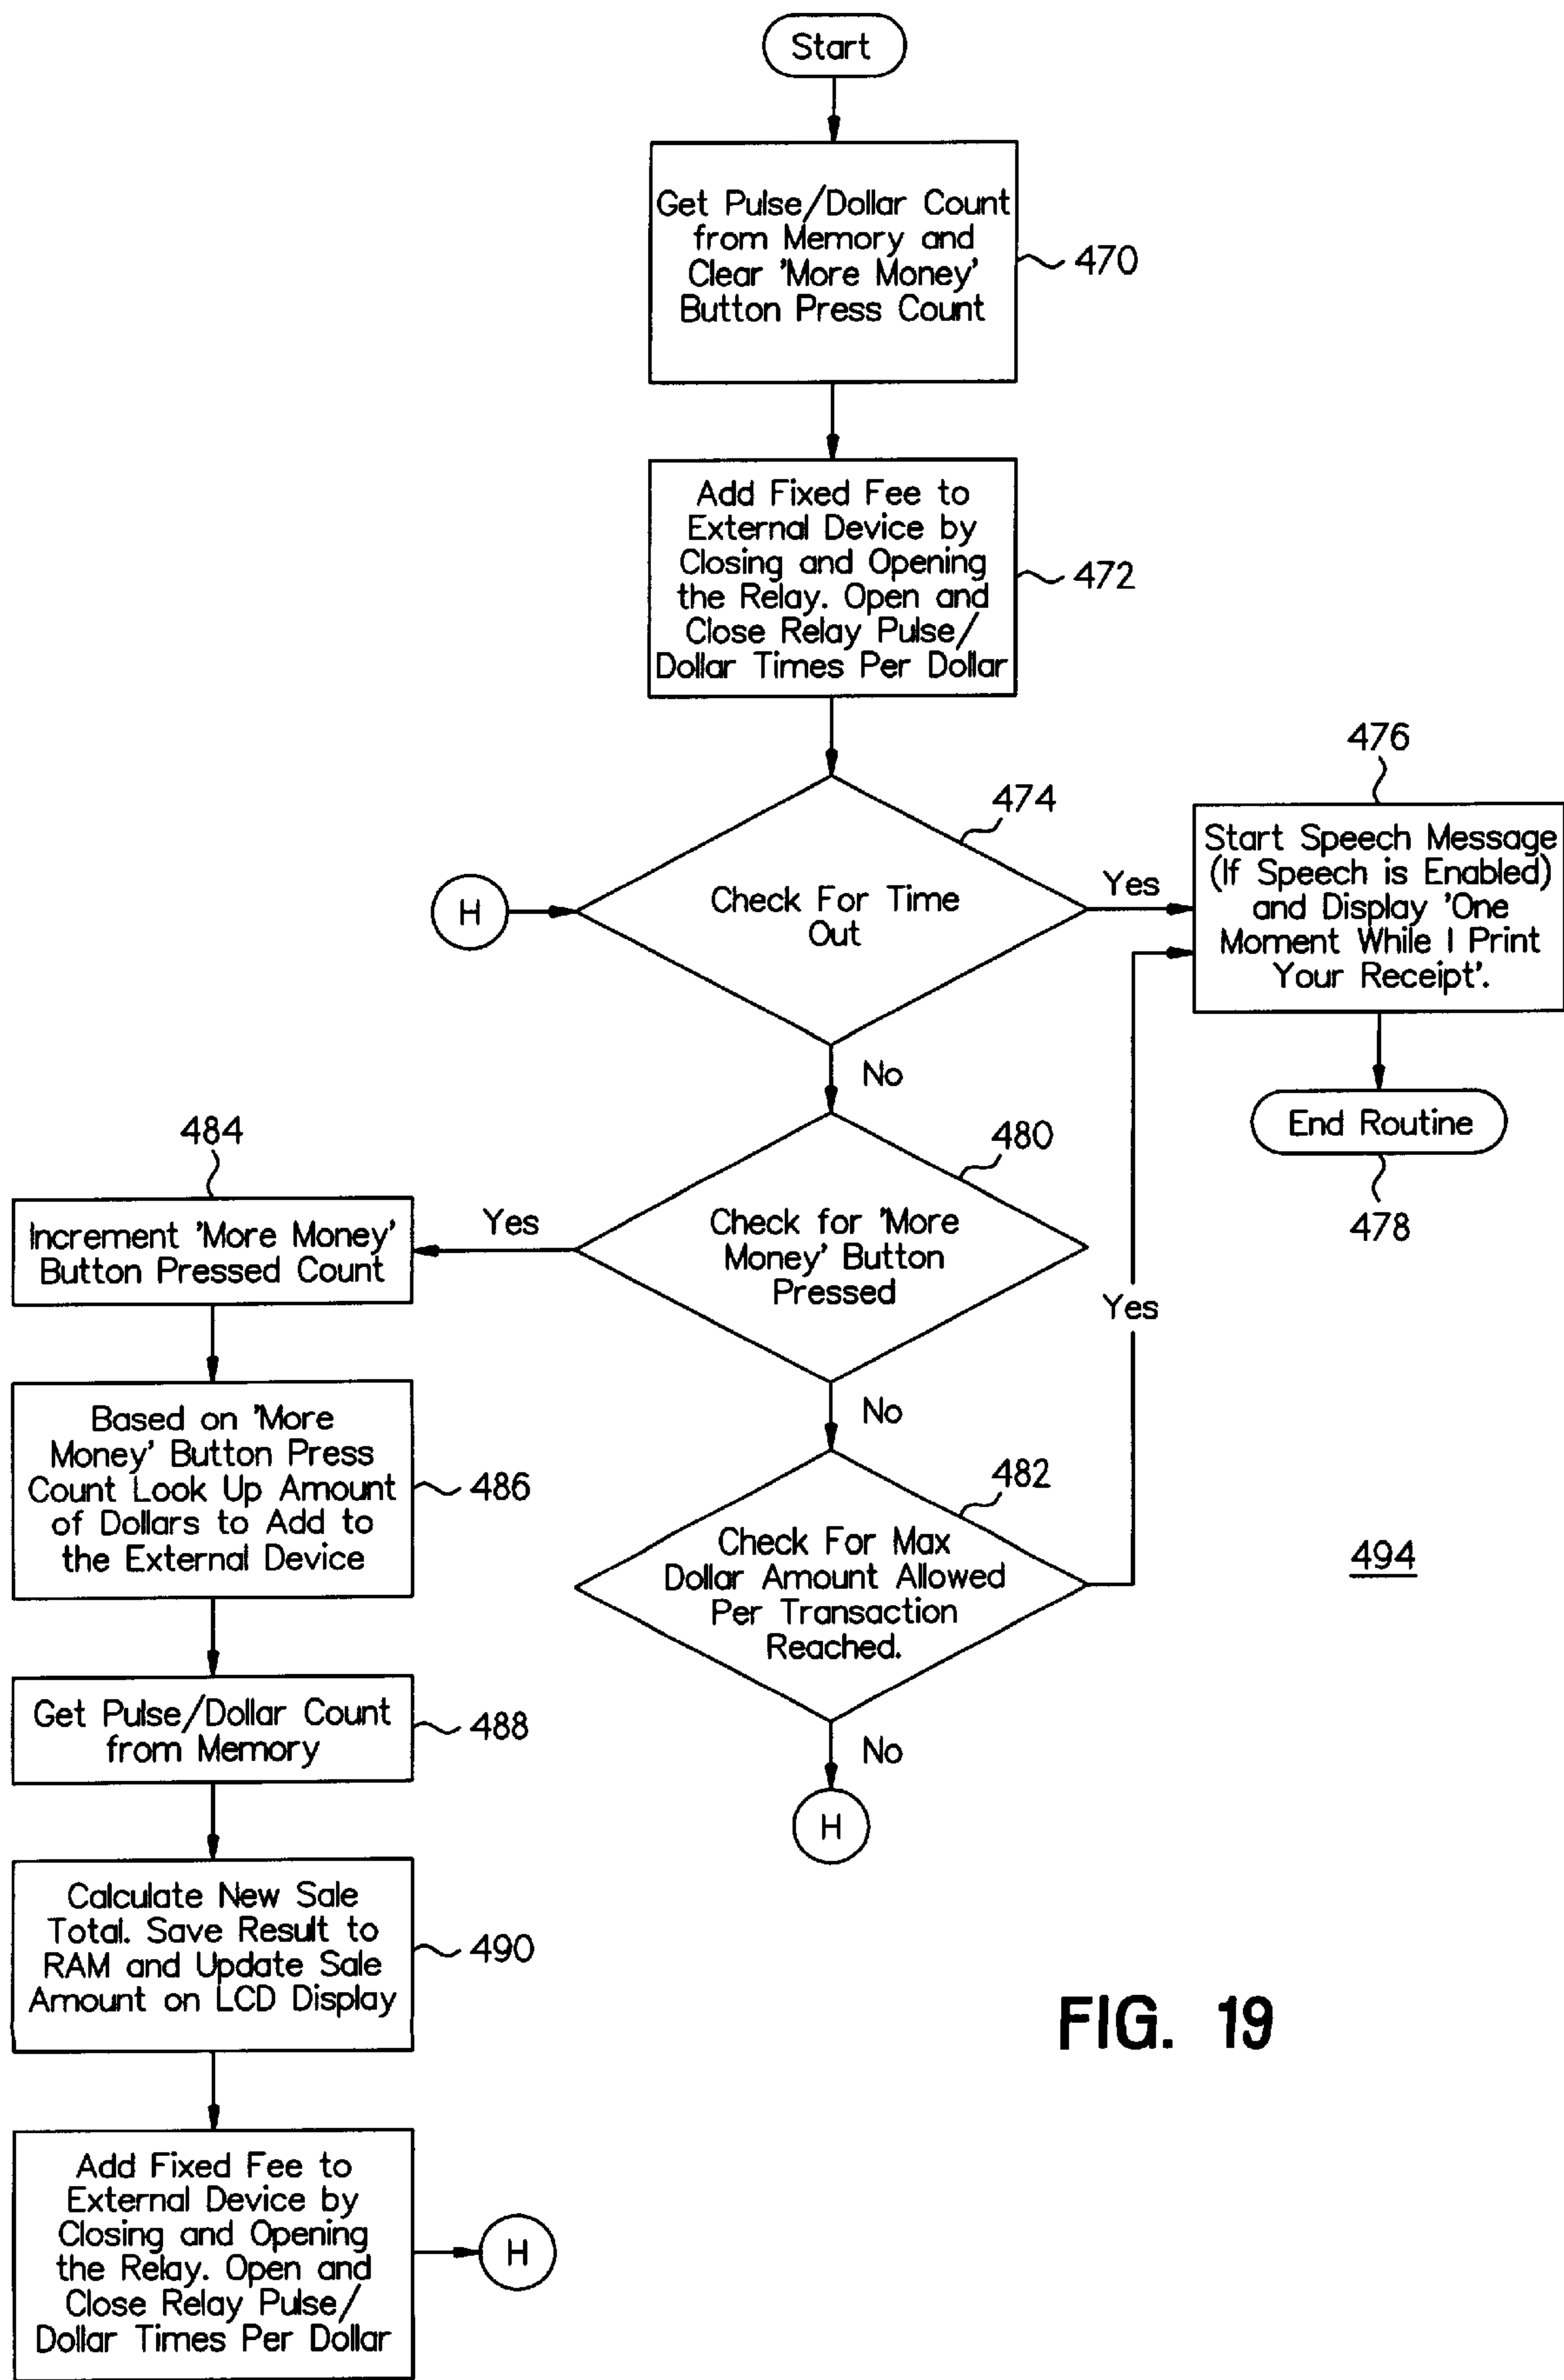 Start
Get Pulse/Dollar Count
from Memory and
Clear 'More Money'
Button Press Count
470
Add Fixed Fee to
External Device by
Closing and Opening
the Relay. Open and
Close Relay Pulse/
Dollar Times Per Dollar
472
474
Check For Time
Out
H
Yes
No
476
Start Speech Message
(If Speech is Enabled)
and Display 'One
Moment While I Print
Your Receipt'.
End Routine
478
480
Check for 'More
Money' Button
Pressed
Yes
No
482
Check For Max
Dollar Amount Allowed
Per Transaction
Reached.
Yes
No
H
484
Increment 'More Money'
Button Pressed Count
Based on 'More
Money' Button Press
Count Look Up Amount
of Dollars to Add to
the External Device
486
Get Pulse/Dollar Count
from Memory
488
Calculate New Sale
Total. Save Result to
RAM and Update Sale
Amount on LCD Display
490
Add Fixed Fee to
External Device by
Closing and Opening
the Relay. Open and
Close Relay Pulse/
Dollar Times Per Dollar
H
494
FIG. 19